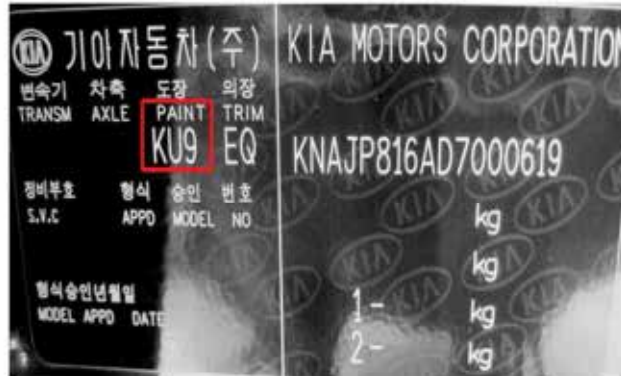 KIA 기아자동차(주)
변속기 차축 도장 의장
TRANSM AXLE PAINT TRIM
KU9 EQ
정비부호 형식 승인 번호
S.V.C APPD MODEL NO
형식승인년월일
MODEL APPD DATE
KIA MOTORS CORPORATION
KNAJP816AD7000619
kg
kg
1- kg
2- kg